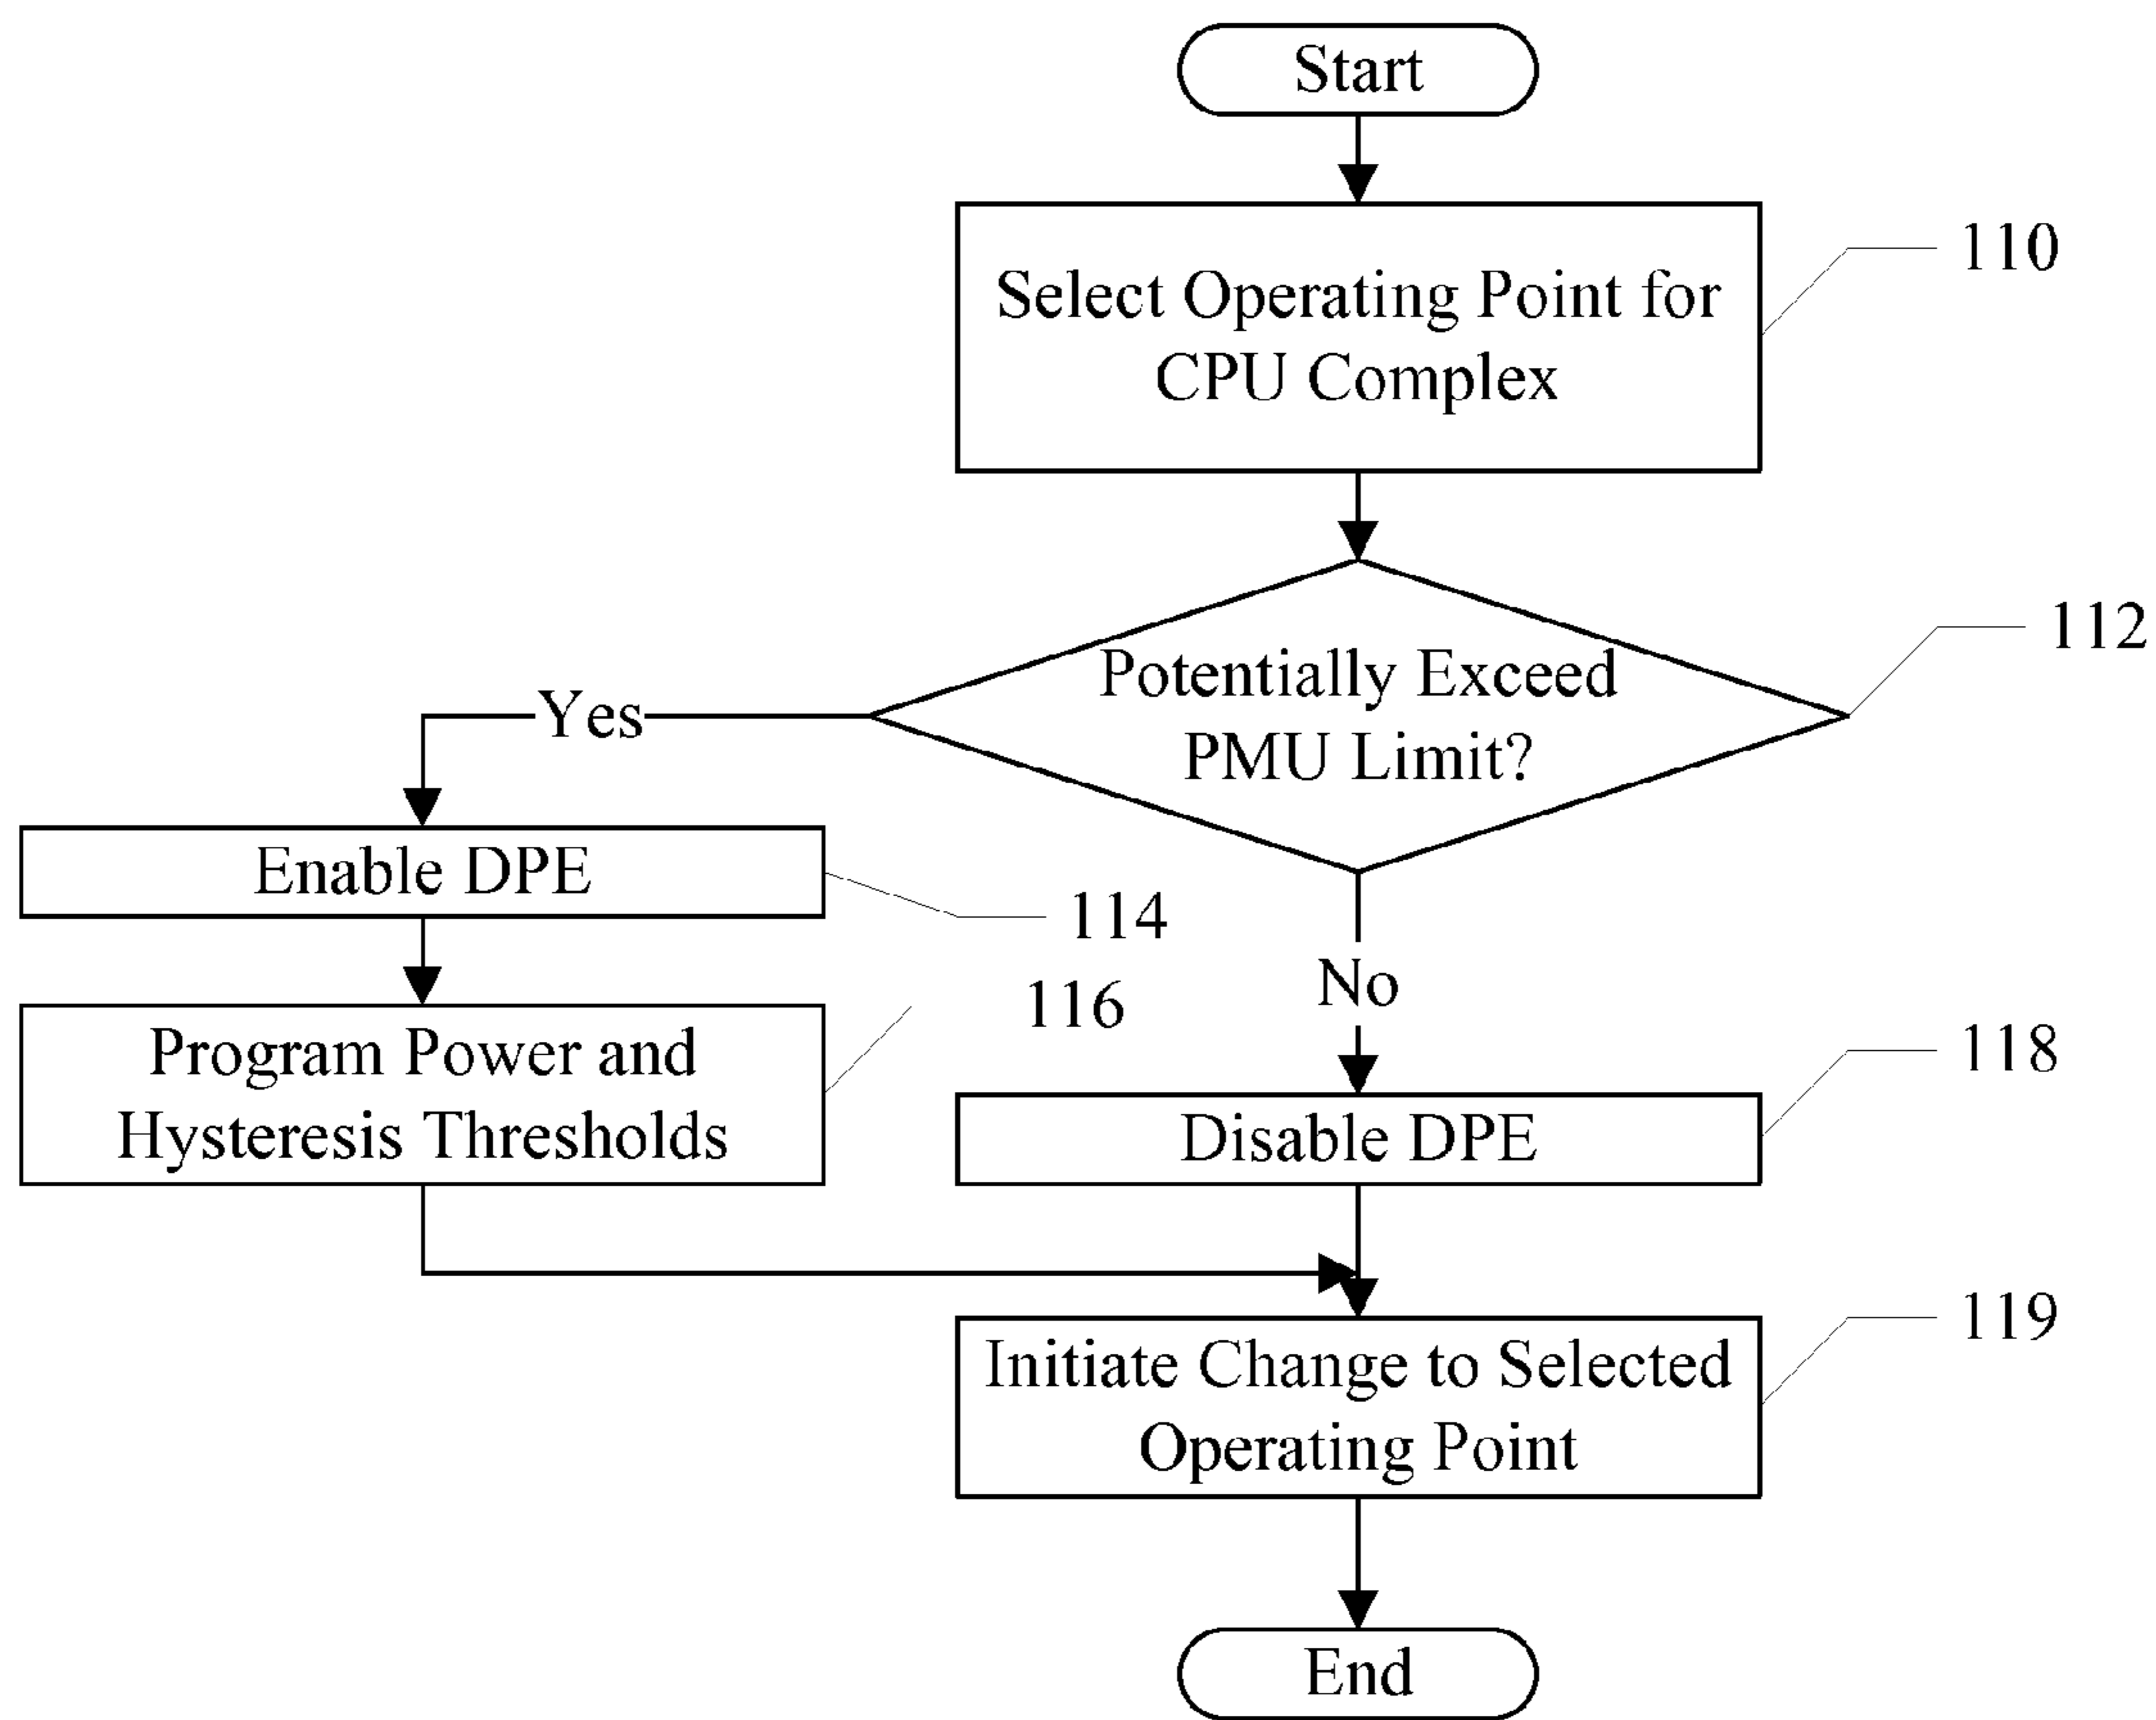 Start
Select Operating Point for
CPU Complex
110
Potentially Exceed
PMU Limit?
112
Yes
Enable DPE
114
Program Power and
Hysteresis Thresholds
116
No
Disable DPE
118
Initiate Change to Selected
Operating Point
119
End